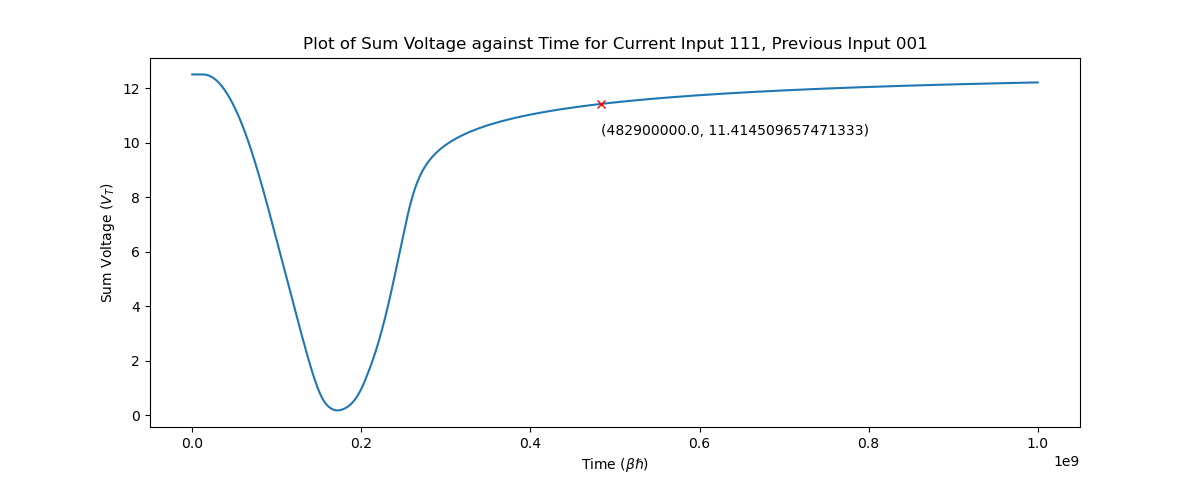 Plot of Sum Voltage against Time for Current Input 111, Previous Input 001
12
10
8
6
4
2
0
Sum Voltage (V_T)
(482900000.0, 11.414509657471333)
0.0 0.2 0.4 0.6 0.8 1.0
1e9
Time (βℏ)